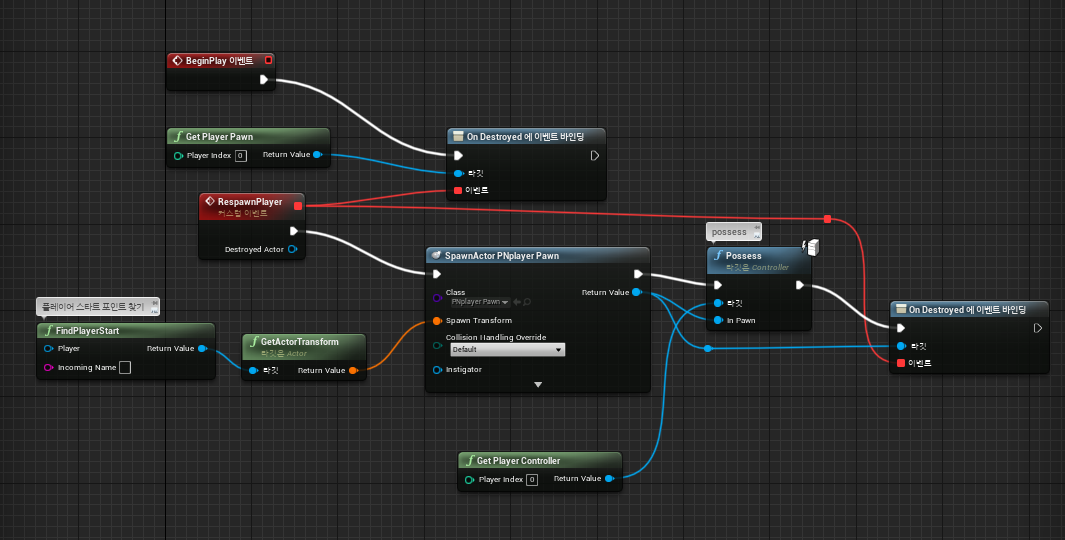 BeginPlay 이벤트
Get Player Pawn
Player Index 0 Return Value
On Destroyed 에 이벤트 바인딩
타깃
이벤트
RespawnPlayer
커스텀 이벤트
Destroyed Actor
SpawnActor PNplayer Pawn
Class
PNplayer Pawn
Return Value
Spawn Transform
Collision Handling Override
Default
Instigator
possess
Possess
타깃은 Controller
타깃
In Pawn
플레이어 스타트 포인트 찾기
FindPlayerStart
Player Return Value
Incoming Name
GetActorTransform
타깃은 Actor
타깃 Return Value
On Destroyed 에 이벤트 바인딩
타깃
이벤트
Get Player Controller
Player Index 0 Return Value